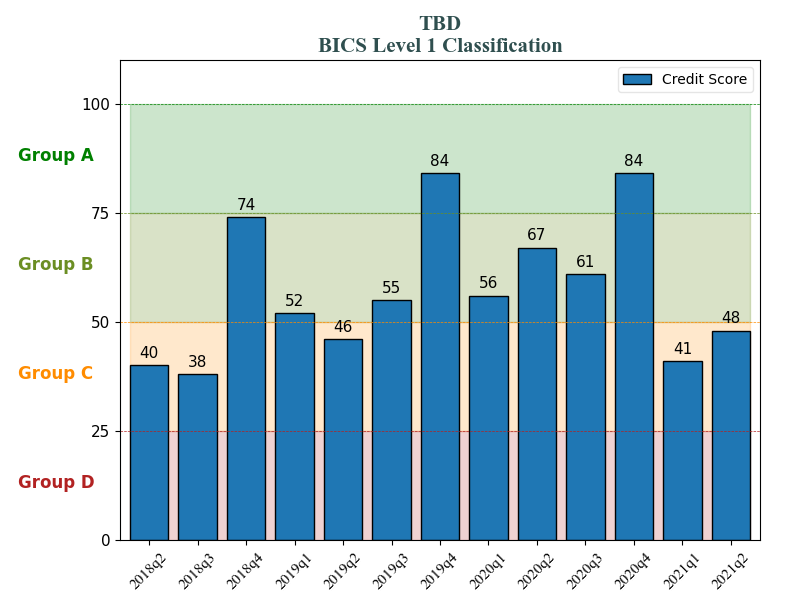 TBD
BICS Level 1 Classification
Credit Score
100
Group A
84
84
75
74
67
Group B
61
56
55
52
50
48
46
41
40
38
Group C
25
Group D
0
2018q2 2018q3 2018q4 2019q1 2019q2 2019q3 2019q4 2020q1 2020q2 2020q3 2020q4 2021q1 2021q2